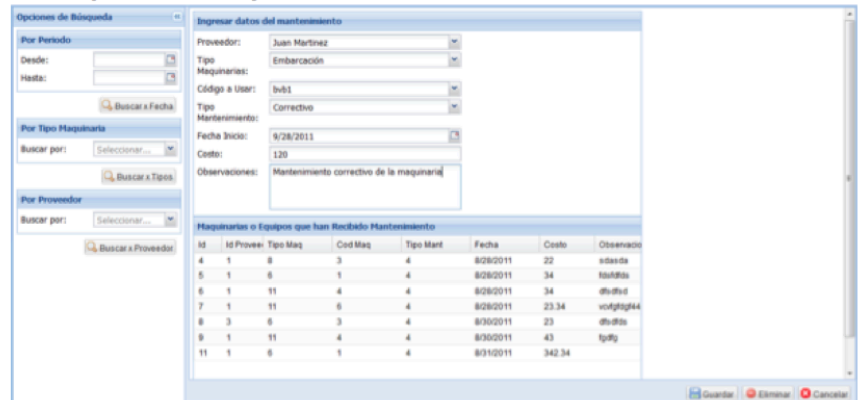 Opciones de Búsqueda
Por Periodo
Desde:
Hasta:
Buscar x Fecha
Por Tipo Maquinaria
Buscar por: Seleccionar...
Buscar x Tipos
Por Proveedor
Buscar por: Seleccionar...
Buscar x Proveedor
Ingresar datos del mantenimiento
Proveedor: Juan Martinez
Tipo Maquinarias: Embarcación
Código a User: bvb1
Tipo Mantenimiento: Correctivo
Fecha Inicio: 9/28/2011
Costo: 120
Observaciones: Mantenimiento correctivo de la maquinaria
Maquinarias o Equipos que han Recibido Mantenimiento
Id Id Proveei Tipo Maq Cod Maq Tipo Mant Fecha Costo Observacio
4 1 8 3 4 8/28/2011 22 sdasda
5 1 6 1 4 8/28/2011 34
6 1 11 4 4 8/28/2011 34 dfsdfsd
7 1 11 6 4 8/28/2011 23.34
8 3 6 3 4 8/30/2011 23 dfsdfds
9 1 11 4 4 8/30/2011 43 fgdfg
11 1 6 1 4 8/31/2011 342.34
Guardar Eliminar Cancelar